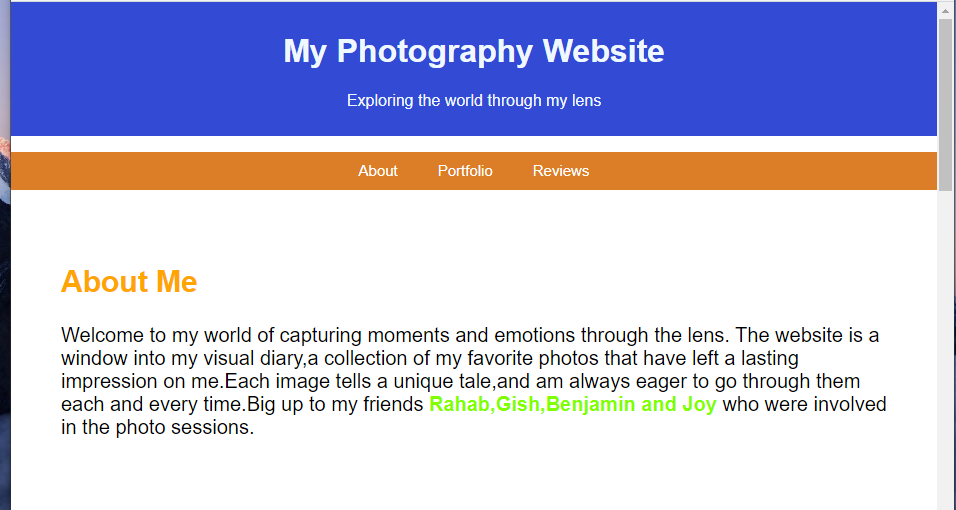 My Photography Website
Exploring the world through my lens
About Portfolio Reviews
About Me
Welcome to my world of capturing moments and emotions through the lens. The website is a
window into my visual diary,a collection of my favorite photos that have left a lasting
impression on me.Each image tells a unique tale,and am always eager to go through them
each and every time.Big up to my friends Rahab,Gish,Benjamin and Joy who were involved
in the photo sessions.